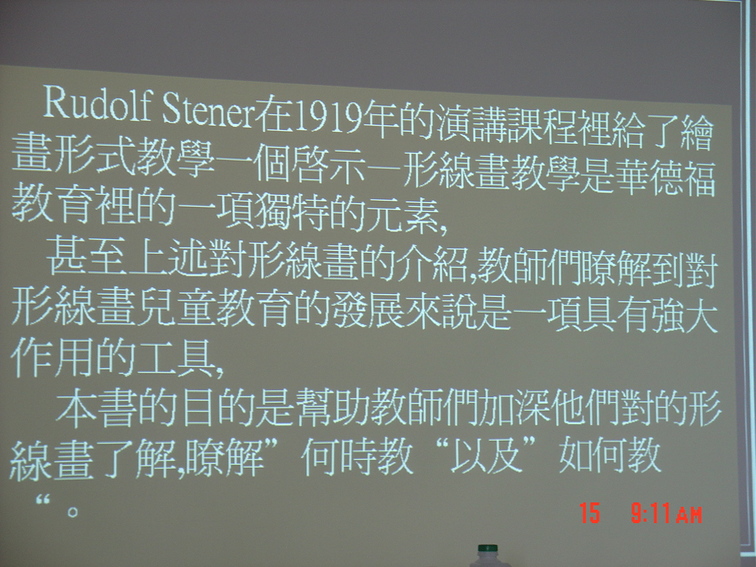 Rudolf Stener在1919年的演講課程裡給了繪
畫形式教學一個啓示—形線畫教學是華德福
教育裡的一項獨特的元素,
甚至上述對形線畫的介紹,教師們瞭解到對
形線畫兒童教育的發展來說是一項具有強大
作用的工具,
本書的目的是幫助教師們加深他們對的形
線畫了解,瞭解”何時教“以及”如何教
“。
15 9:11AM